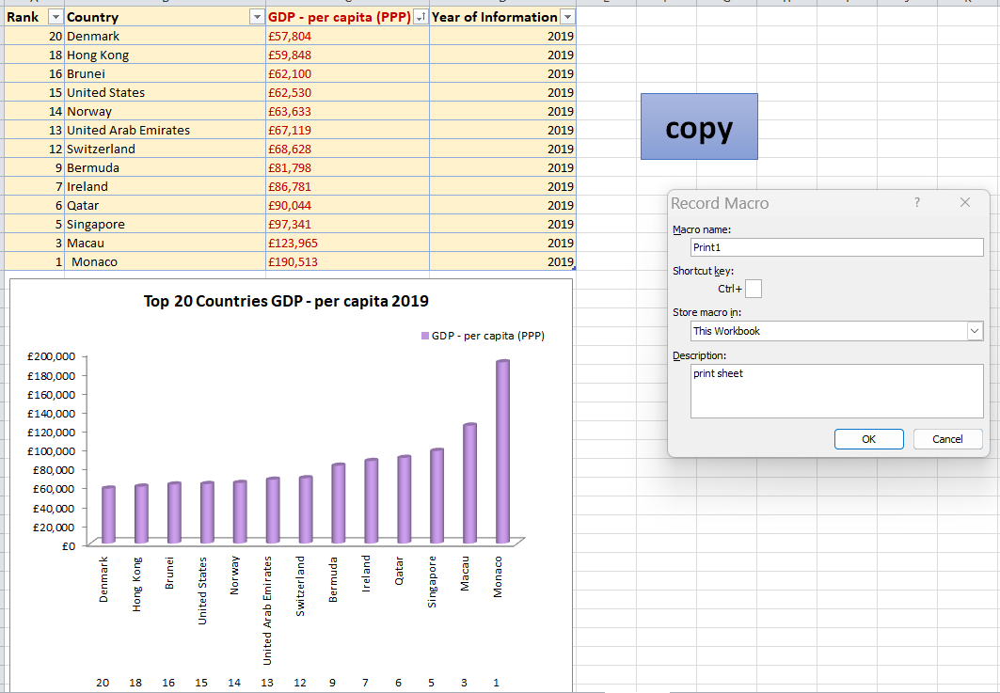 Rank Country GDP - per capita (PPP) Year of Information
20 Denmark £57,804 2019
18 Hong Kong £59,848 2019
16 Brunei £62,100 2019
15 United States £62,530 2019
14 Norway £63,633 2019
13 United Arab Emirates £67,119 2019
12 Switzerland £68,628 2019
9 Bermuda £81,798 2019
7 Ireland £86,781 2019
6 Qatar £90,044 2019
5 Singapore £97,341 2019
3 Macau £123,965 2019
1 Monaco £190,513 2019
copy
Record Macro ?
Macro name:
Print1
Shortcut key:
Ctrl+
Store macro in:
This Workbook
Description:
print sheet
OK Cancel
Top 20 Countries GDP - per capita 2019
GDP - per capita (PPP)
£200,000
£180,000
£160,000
£140,000
£120,000
£100,000
£80,000
£60,000
£40,000
£20,000
£0
Denmark
Hong Kong
Brunei
United States
Norway
United Arab Emirates
Switzerland
Bermuda
Ireland
Qatar
Singapore
Macau
Monaco
20 18 16 15 14 13 12 9 7 6 5 3 1